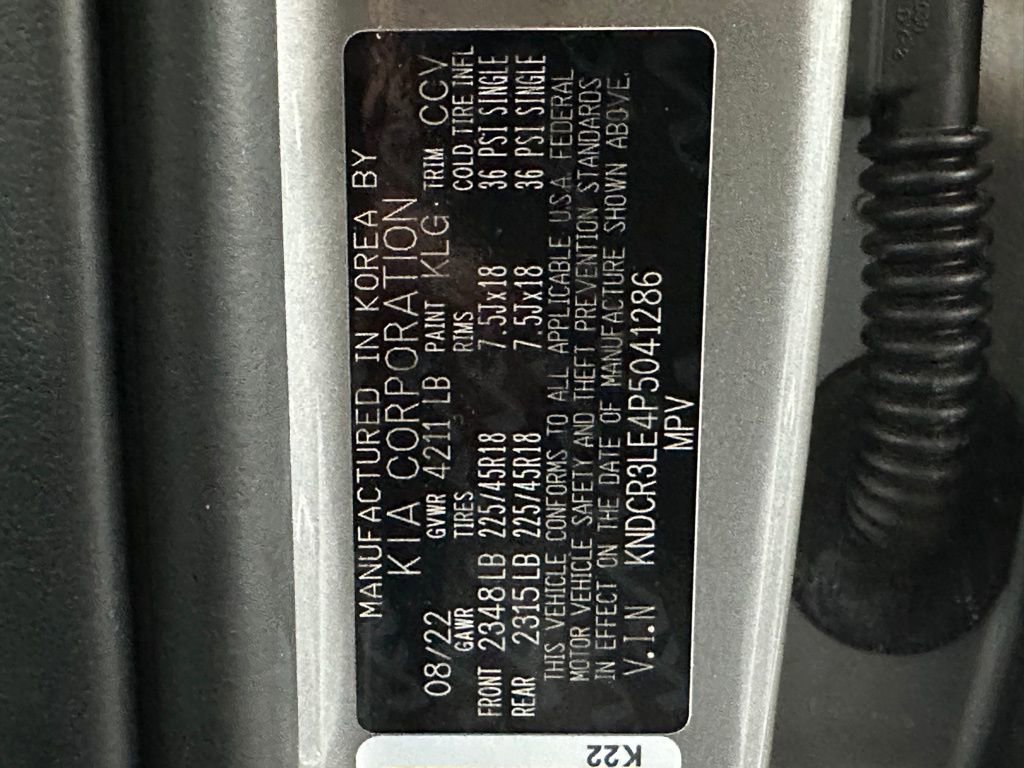 MANUFACTURED IN KOREA BY
KIA CORPORATION
08/22 GVWR 4211 LB PAINT KLG TRIM CCV
GAWR TIRES RIMS COLD TIRE INFL
FRONT 2348 LB 225/45R18 7.5Jx18 36 PSI SINGLE
REAR 2315 LB 225/45R18 7.5Jx18 36 PSI SINGLE
THIS VEHICLE CONFORMS TO ALL APPLICABLE U.S.A. FEDERAL
MOTOR VEHICLE SAFETY, AND THEFT PREVENTION STANDARDS
IN EFFECT ON THE DATE OF MANUFACTURE SHOWN ABOVE.
V.I.N KNDCR3LE4P5041286
MPV
K22